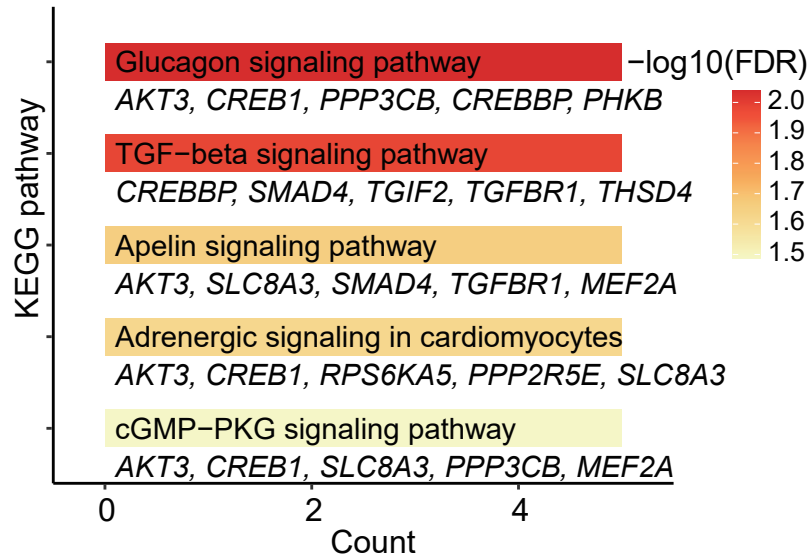 Glucagon signaling pathway
AKT3, CREB1, PPP3CB, CREBBP, PHKB
TGF−beta signaling pathway
CREBBP, SMAD4, TGIF2, TGFBR1, THSD4
Apelin signaling pathway
AKT3, SLC8A3, SMAD4, TGFBR1, MEF2A
Adrenergic signaling in cardiomyocytes
AKT3, CREB1, RPS6KA5, PPP2R5E, SLC8A3
cGMP−PKG signaling pathway
AKT3, CREB1, SLC8A3, PPP3CB, MEF2A
KEGG pathway
0 2 4
Count
−log10(FDR)
2.0
1.9
1.8
1.7
1.6
1.5